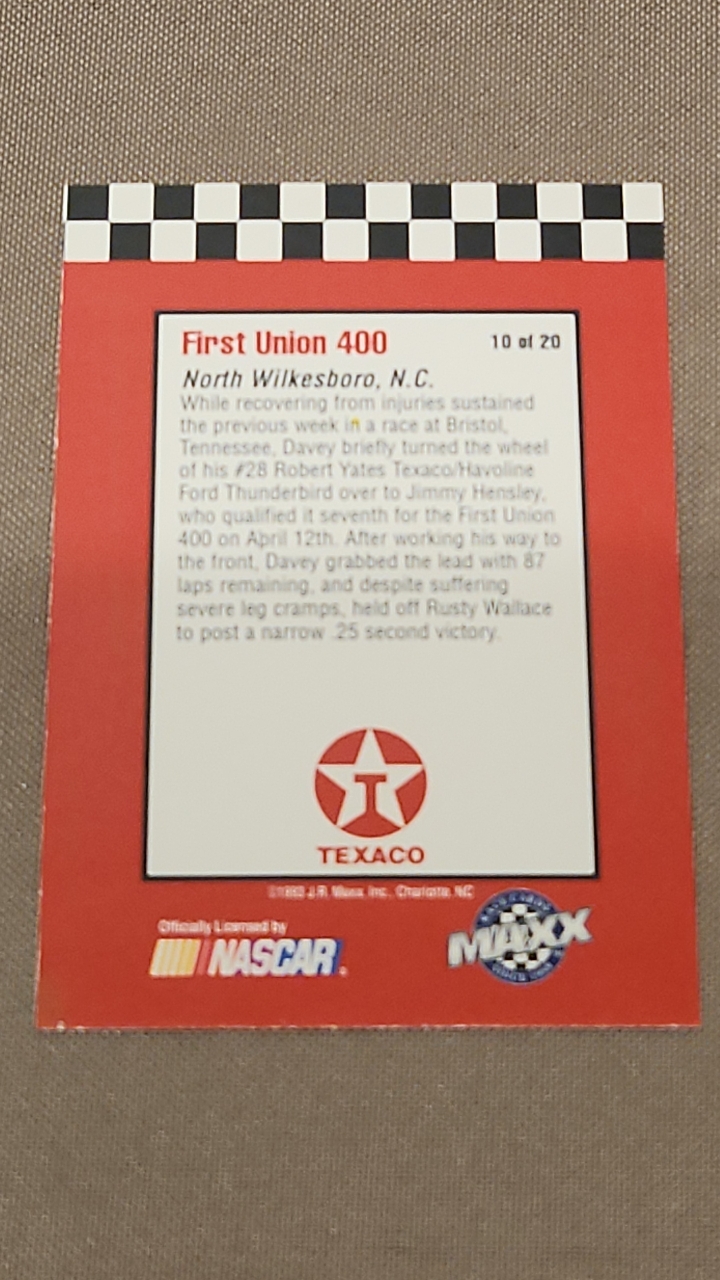 First Union 400
10 of 20
North Wilkesboro, N.C.
While recovering from injuries sustained
the previous week in a race at Bristol,
Tennessee, Davey briefly turned the wheel
of his #28 Robert Yates Texaco/Havoline
Ford Thunderbird over to Jimmy Hensley,
who qualified it seventh for the First Union
400 on April 12th. After working his way to
the front, Davey grabbed the lead with 87
laps remaining, and despite suffering
severe leg cramps, held off Rusty Wallace
to post a narrow .25 second victory.
T
TEXACO
J.R. Maxx, Inc., Charlotte, NC
Officially Licensed by
NASCAR
MAXX